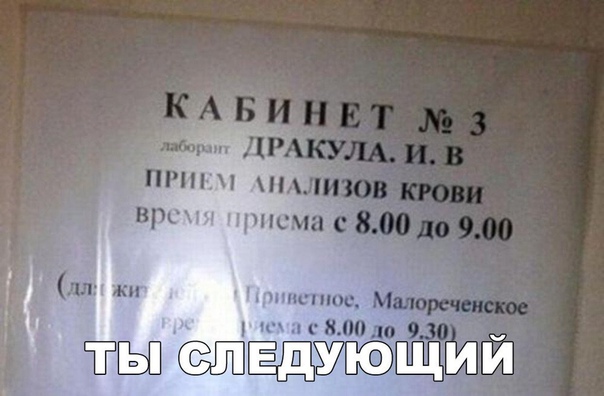 КАБИНЕТ № 3
лаборант ДРАКУЛА. И. В
ПРИЕМ АНАЛИЗОВ КРОВИ
время приема с 8.00 до 9.00
Приветное, Малореченское
с 8.00 до 9.30)
ТЫ СЛЕДУЮЩИЙ